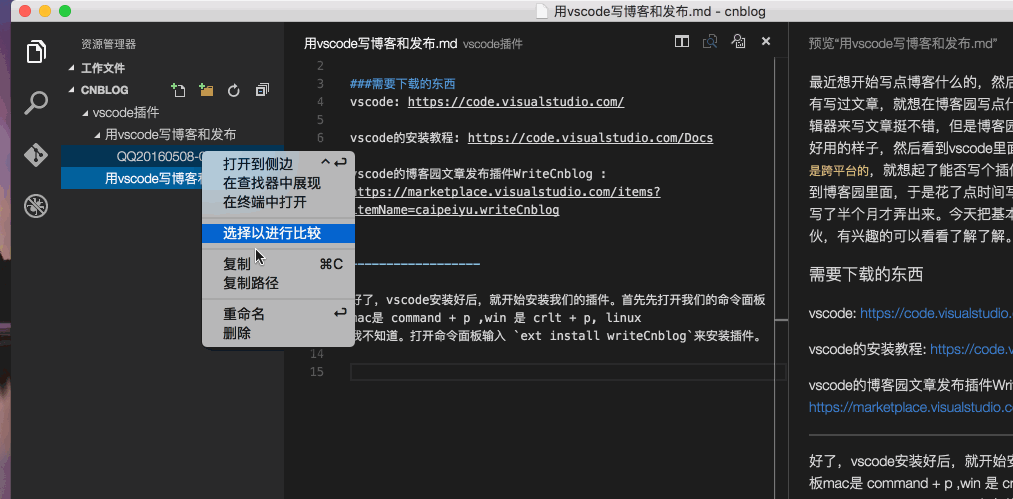 用vscode写博客和发布.md - cnblog
资源管理器
工作文件
CNBLOG
vscode插件
用vscode写博客和发布
QQ20160508-
用vscode写博客和
打开到侧边 ^↩
在查找器中展现
在终端中打开
选择以进行比较
复制 ⌘C
复制路径
重命名 ↩
删除
用vscode写博客和发布.md vscode插件
2
3 ###需要下载的东西
4 vscode: https://code.visualstudio.com/
5
6 vscode的安装教程: https://code.visualstudio.com/Docs
vscode的博客园文章发布插件WriteCnblog :
https://marketplace.visualstudio.com/items?
itemName=caipeiyu.writeCnblog
------------------
好了，vscode安装好后，就开始安装我们的插件。首先先打开我们的命令面板
mac是 command + p ,win 是 crlt + p, linux
我不知道。打开命令面板输入 `ext install writeCnblog`来安装插件。
14
15
预览“用vscode写博客和发布.md”
最近想开始写点博客什么的，然后
有写过文章，就想在博客园写点什
辑器来写文章挺不错，但是博客园
好用的样子，然后看到vscode里面
是跨平台的，就想起了能否写个插件
到博客园里面，于是花了点时间写
写了半个月才弄出来。今天把基本
伙，有兴趣的可以看看了解了解。
需要下载的东西
vscode: https://code.visualstudio.
vscode的安装教程: https://code.v
vscode的博客园文章发布插件Wri
https://marketplace.visualstudio.c
好了，vscode安装好后，就开始安
板mac是 command + p ,win 是 cr